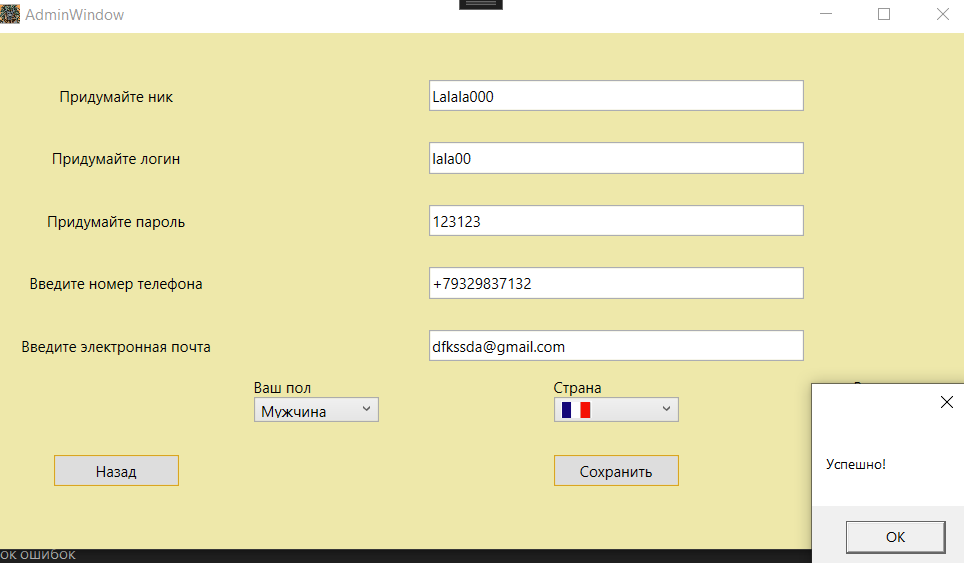 AdminWindow
Придумайте ник
Lalala000
Придумайте логин
lala00
Придумайте пароль
123123
Введите номер телефона
+79329837132
Введите электронная почта
dfkssda@gmail.com
Ваш пол
Страна
Мужчина
Назад
Сохранить
Успешно!
OK
ок ошибок